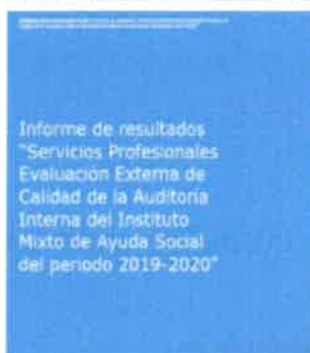 Informe de resultados
"Servicios Profesionales
Evaluación Externa de
Calidad de la Auditoría
Interna del Instituto
Mixto de Ayuda Social
del periodo 2019-2020"